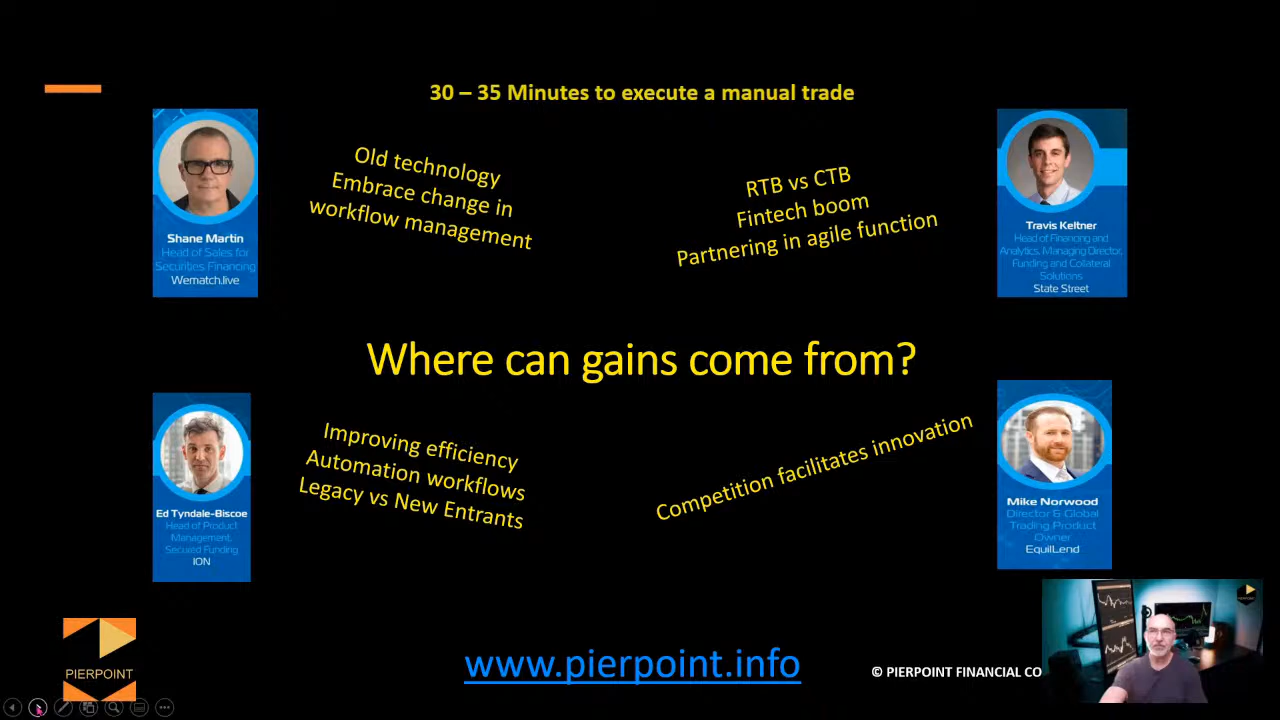 30 – 35 Minutes to execute a manual trade
Shane Martin
Head of Sales for
Securities Financing
Wematch.live
Old technology
Embrace change in
workflow management
RTB vs CTB
Fintech boom
Partnering in agile function
Travis Keltner
Head of Financing and
Analytics, Managing Director,
Funding and Collateral
Solutions
State Street
Where can gains come from?
Ed Tyndale-Biscoe
Head of Product
Management,
Secured Funding
ION
Improving efficiency
Automation workflows
Legacy vs New Entrants
Competition facilitates innovation
Mike Norwood
Director & Global
Trading Product
Owner
EquiLend
PIERPOINT
www.pierpoint.info
© PIERPOINT FINANCIAL CO